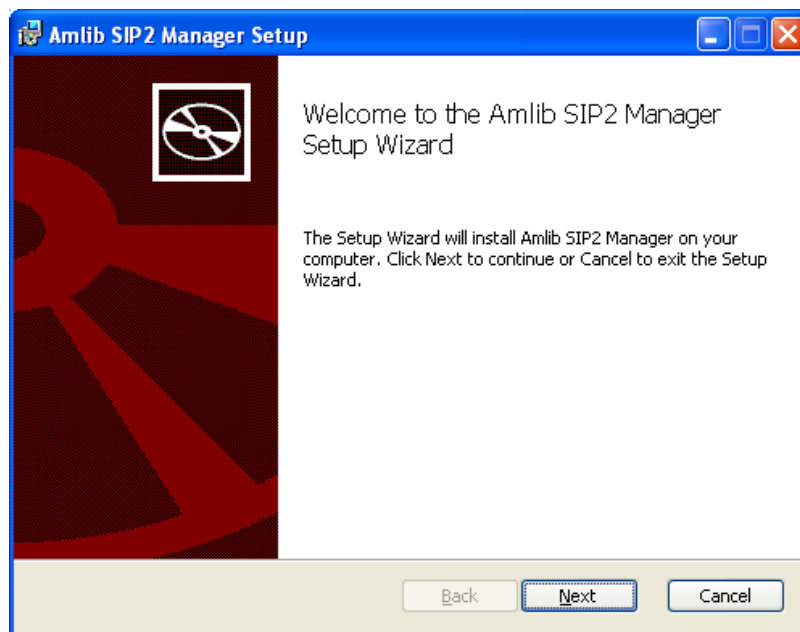 Amlib SIP2 Manager Setup
Welcome to the Amlib SIP2 Manager
Setup Wizard
The Setup Wizard will install Amlib SIP2 Manager on your
computer. Click Next to continue or Cancel to exit the Setup
Wizard.
Back
Next
Cancel